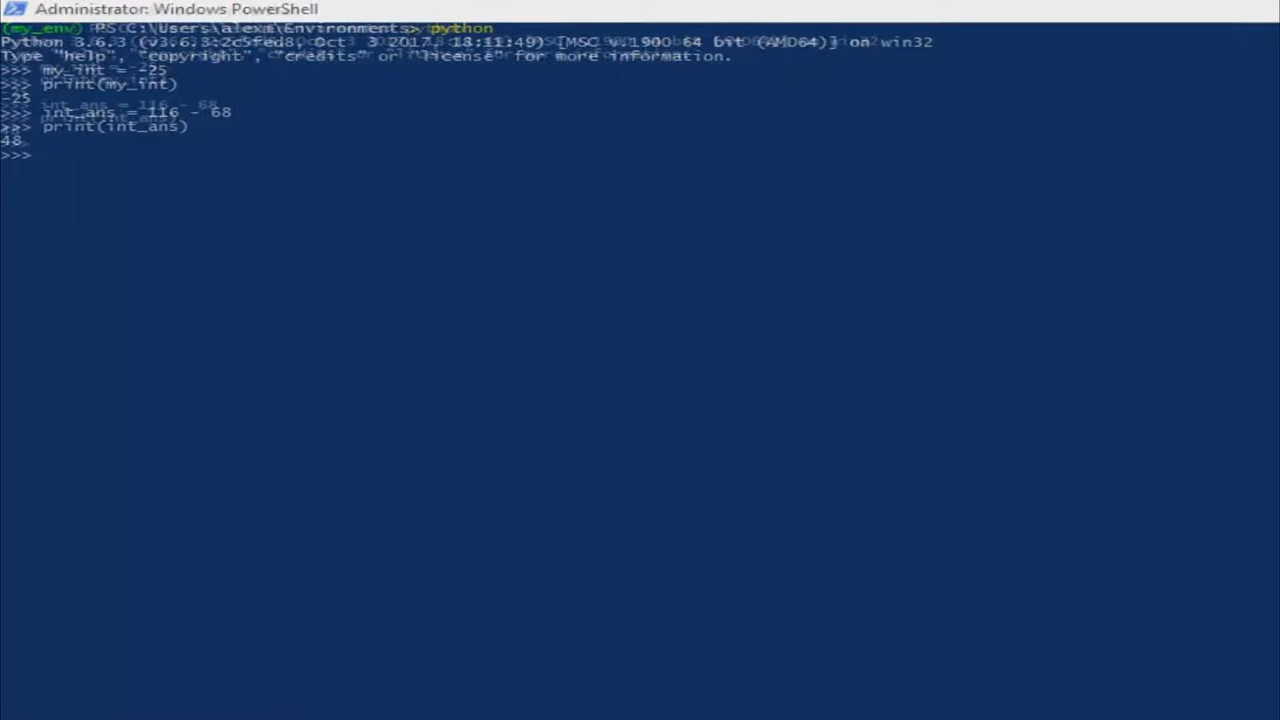 Administrator: Windows PowerShell
(my_env) PS C:\Users\alexe\Environments> python
Python 3.6.3 (v3.6.3:2c5fed8, Oct  3 2017, 18:11:49) [MSC v.1900 64 bit (AMD64)] on win32
Type "help", "copyright", "credits" or "license" for more information.
>>> my_int = -25
>>> print(my_int)
-25
>>> int_ans = 116 - 68
>>> print(int_ans)
48
>>>